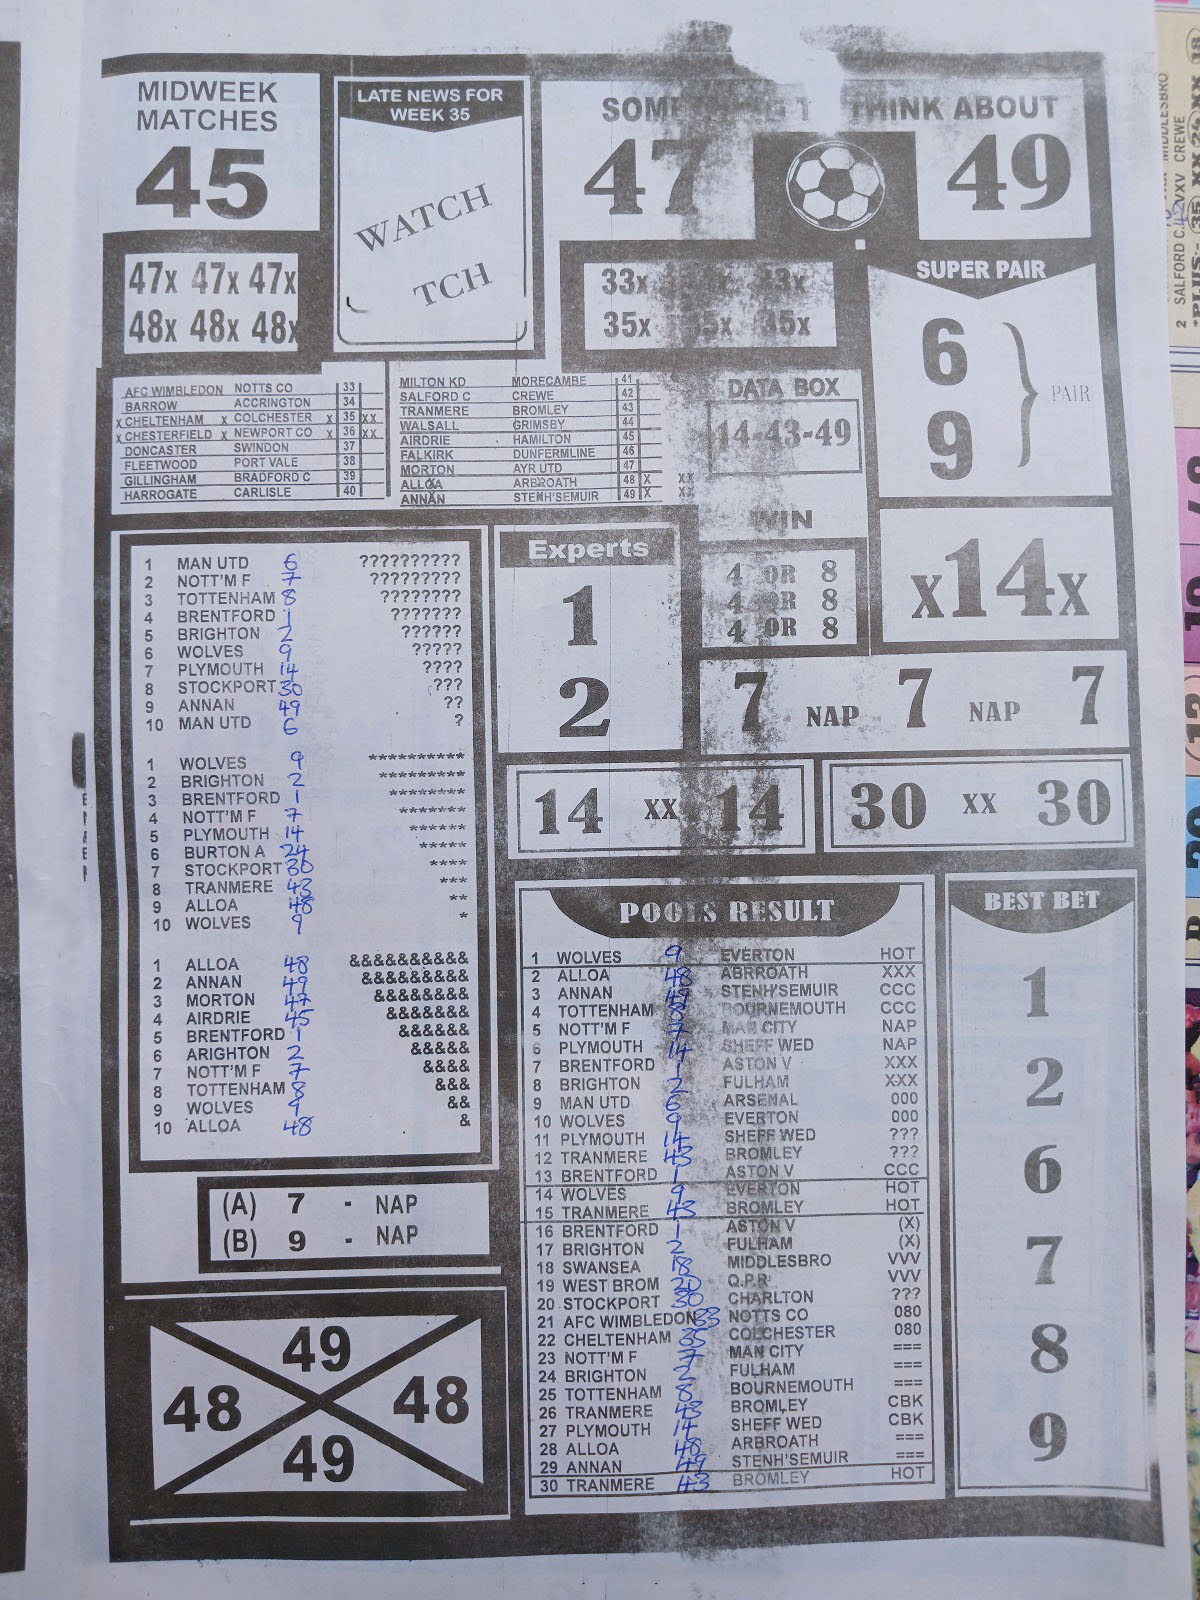 MIDWEEK
MATCHES
45
47x 47x 47x
48x 48x 48x
LATE NEWS FOR
WEEK 35
WATCH
TCH
THINK ABOUT
47 49
33x
35x 35x 35x
SUPER PAIR
6
9
PAIR
AFC WIMBLEDON NOTTS CO 33
BARROW ACCRINGTON 34
X CHELTENHAM X COLCHESTER X 35 XX
X CHESTERFIELD X NEWPORT CO X 36 XX
DONCASTER SWINDON 37
FLEETWOOD PORT VALE 38
GILLINGHAM BRADFORD C 39
HARROGATE CARLISLE 40
MILTON KD MORECAMBE 41
SALFORD C CREWE 42
TRANMERE BROMLEY 43
WALSALL GRIMSBY 44
AIRDRIE HAMILTON 45
FALKIRK DUNFERMLINE 46
MORTON AYR UTD 47
ALLOA ARBROATH 48 X XX
ANNAN STENH'SEMUIR 49 X XX
DATA BOX
14-43-49
WIN
4 OR 8
4 OR 8
4 OR 8
x14x
Experts
1
2
7 NAP 7 NAP 7
14 XX 14
30 XX 30
1 MAN UTD 6 ??????????
2 NOTT'M F 7 ?????????
3 TOTTENHAM 8 ????????
4 BRENTFORD 1 ???????
5 BRIGHTON 2 ??????
6 WOLVES 9 ?????
7 PLYMOUTH 14 ????
8 STOCKPORT 30 ???
9 ANNAN 49 ??
10 MAN UTD 6 ?
1 WOLVES 9 **********
2 BRIGHTON 2 *********
3 BRENTFORD 1 ********
4 NOTT'M F 7 *******
5 PLYMOUTH 14 ******
6 BURTON A 24 *****
7 STOCKPORT 30 ****
8 TRANMERE 43 ***
9 ALLOA 48 **
10 WOLVES 9 *
1 ALLOA 48 &&&&&&&&&&
2 ANNAN 49 &&&&&&&&&
3 MORTON 47 &&&&&&&&
4 AIRDRIE 45 &&&&&&&
5 BRENTFORD 1 &&&&&&
6 ARIGHTON 2 &&&&&
7 NOTT'M F 7 &&&&
8 TOTTENHAM 8 &&&
9 WOLVES 9 &&
10 ALLOA 48 &
(A) 7 - NAP
(B) 9 - NAP
49
48 48
49
POOLS RESULT
1 WOLVES 9 EVERTON HOT
2 ALLOA 48 ABRROATH XXX
3 ANNAN 49 STENH'SEMUIR CCC
4 TOTTENHAM 8 BOURNEMOUTH CCC
5 NOTT'M F 7 MAN CITY NAP
6 PLYMOUTH 14 SHEFF WED NAP
7 BRENTFORD 1 ASTON V XXX
8 BRIGHTON 2 FULHAM XXX
9 MAN UTD 6 ARSENAL 000
10 WOLVES 9 EVERTON 000
11 PLYMOUTH 14 SHEFF WED ???
12 TRANMERE 43 BROMLEY ???
13 BRENTFORD 1 ASTON V CCC
14 WOLVES 9 EVERTON HOT
15 TRANMERE 43 BROMLEY HOT
16 BRENTFORD 1 ASTON V (X)
17 BRIGHTON 2 FULHAM (X)
18 SWANSEA 18 MIDDLESBRO VVV
19 WEST BROM 20 Q.P.R' VVV
20 STOCKPORT 30 CHARLTON ???
21 AFC WIMBLEDON 33 NOTTS CO 080
22 CHELTENHAM 35 COLCHESTER 080
23 NOTT'M F 7 MAN CITY ===
24 BRIGHTON 2 FULHAM ===
25 TOTTENHAM 8 BOURNEMOUTH ===
26 TRANMERE 43 BROMLEY CBK
27 PLYMOUTH 14 SHEFF WED CBK
28 ALLOA 48 ARBROATH ===
29 ANNAN 49 STENH'SEMUIR ===
30 TRANMERE 43 BROMLEY HOT
BEST BET
1
2
6
7
8
9
MIDDLESBRO
2 SALFORD C. 42 VXV CREWE